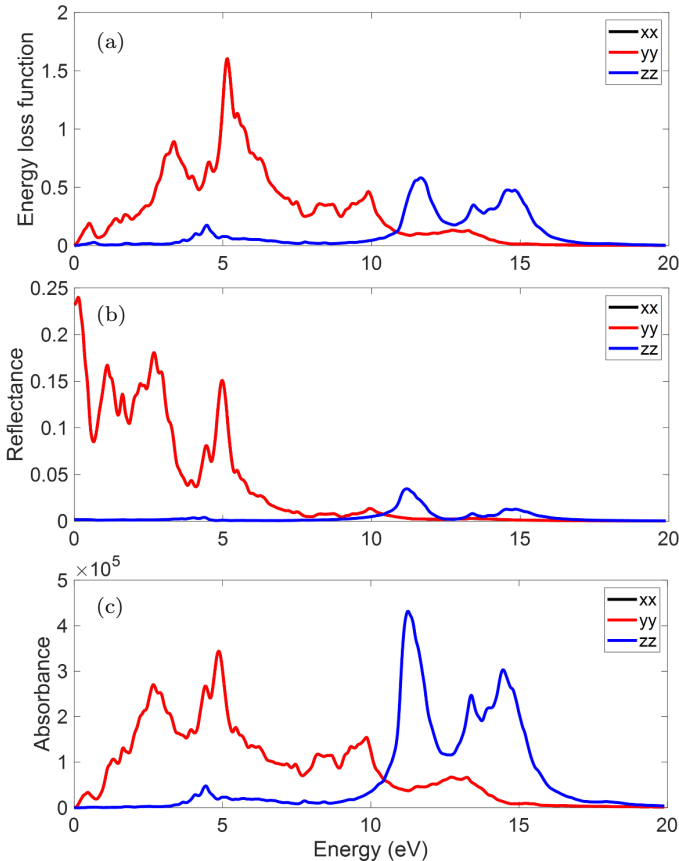 2
1.5
1
0.5
0
Energy loss function
(a)
xx
yy
zz
0 5 10 15 20
0.25
0.2
0.15
0.1
0.05
0
Reflectance
(b)
xx
yy
zz
0 5 10 15 20
×10⁵
5
4
3
2
1
0
Absorbance
(c)
xx
yy
zz
0 5 10 15 20
Energy (eV)